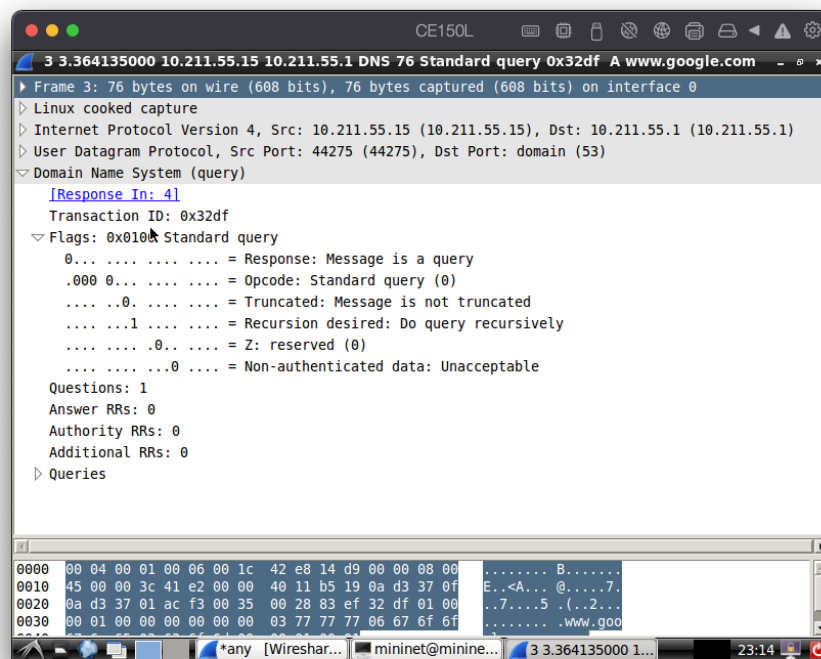 CE150L
3 3.364135000 10.211.55.15 10.211.55.1 DNS 76 Standard query 0x32df A www.google.com
Frame 3: 76 bytes on wire (608 bits), 76 bytes captured (608 bits) on interface 0
Linux cooked capture
Internet Protocol Version 4, Src: 10.211.55.15 (10.211.55.15), Dst: 10.211.55.1 (10.211.55.1)
User Datagram Protocol, Src Port: 44275 (44275), Dst Port: domain (53)
Domain Name System (query)
[Response In: 4]
Transaction ID: 0x32df
Flags: 0x0100 Standard query
0... .... .... .... = Response: Message is a query
.000 0... .... .... = Opcode: Standard query (0)
.... ..0. .... .... = Truncated: Message is not truncated
.... ...1 .... .... = Recursion desired: Do query recursively
.... .... .0.. .... = Z: reserved (0)
.... .... ...0 .... = Non-authenticated data: Unacceptable
Questions: 1
Answer RRs: 0
Authority RRs: 0
Additional RRs: 0
Queries
0000 00 04 00 01 00 06 00 1c 42 e8 14 d9 00 00 08 00 ........ B.......
0010 45 00 00 3c 41 e2 00 00 40 11 b5 19 0a d3 37 0f E..<A... @.....7.
0020 0a d3 37 01 ac f3 00 35 00 28 83 ef 32 df 01 00 ..7....5 .(..2...
0030 00 01 00 00 00 00 00 00 03 77 77 77 06 67 6f 6f ........ .www.goo
*any [Wireshar...
mininet@minine...
3 3.364135000 1...
23:14